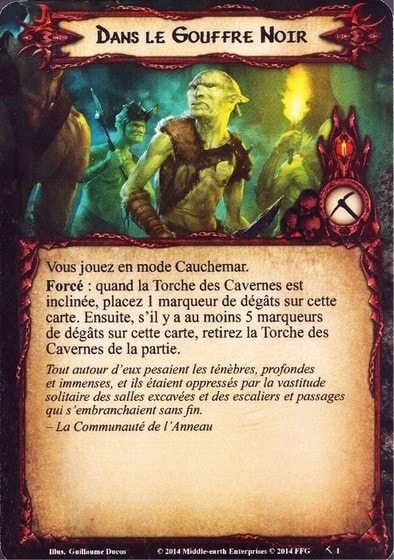 Dans le Gouffre Noir
Vous jouez en mode Cauchemar.
Forcé : quand la Torche des Cavernes est
inclinée, placez 1 marqueur de dégâts sur cette
carte. Ensuite, s'il y a au moins 5 marqueurs
de dégâts sur cette carte, retirez la Torche des
Cavernes de la partie.
Tout autour d'eux pesaient les ténèbres, profondes
et immenses, et ils étaient oppressés par la vastitude
solitaire des salles excavées et des escaliers et passages
qui s'embranchaient sans fin.
– La Communauté de l'Anneau
Illus. Guillaume Ducos © 2014 Middle-earth Enterprises © 2014 FFG 1